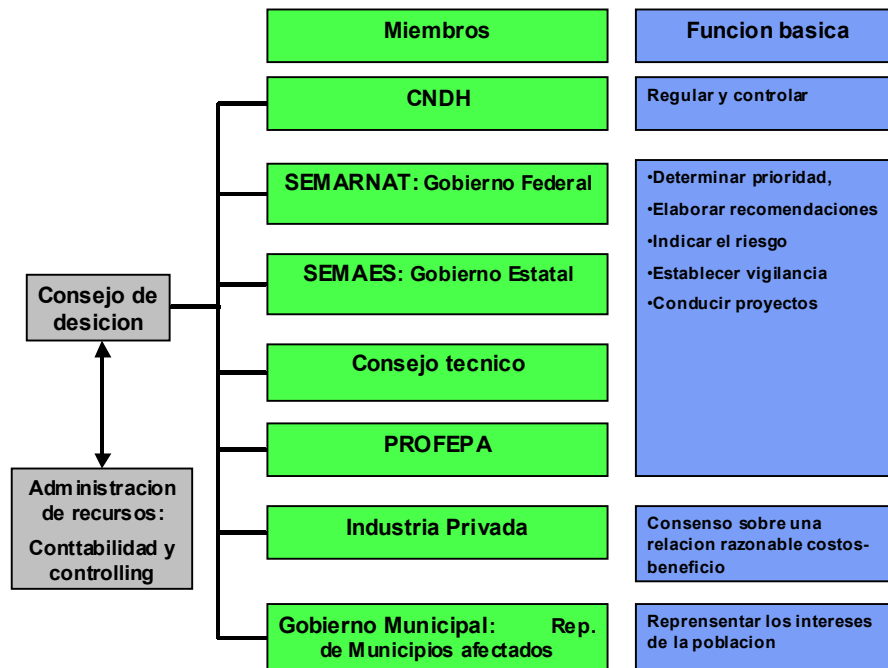 Miembros
Funcion basica
CNDH
Regular y controlar
SEMARNAT: Gobierno Federal
•Determinar prioridad,
•Elaborar recomendaciones
•Indicar el riesgo
•Establecer vigilancia
•Conducir proyectos
SEMAES: Gobierno Estatal
Consejo de
desicion
Consejo tecnico
PROFEPA
Administracion
de recursos:
Conttabilidad y
controlling
Industria Privada
Consenso sobre una
relacion razonable costos-
beneficio
Gobierno Municipal: Rep.
de Municipios afectados
Reprensentar los intereses
de la poblacion